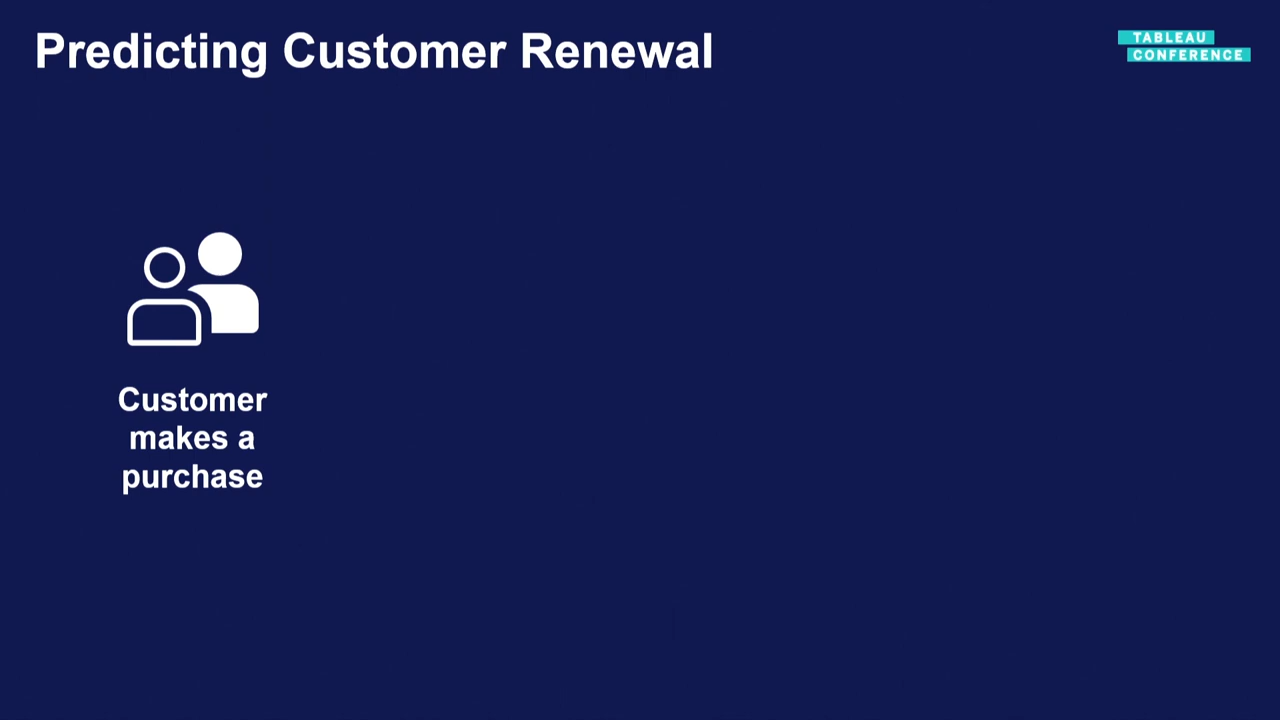 Predicting Customer Renewal
TABLEAU
CONFERENCE
Customer
makes a
purchase